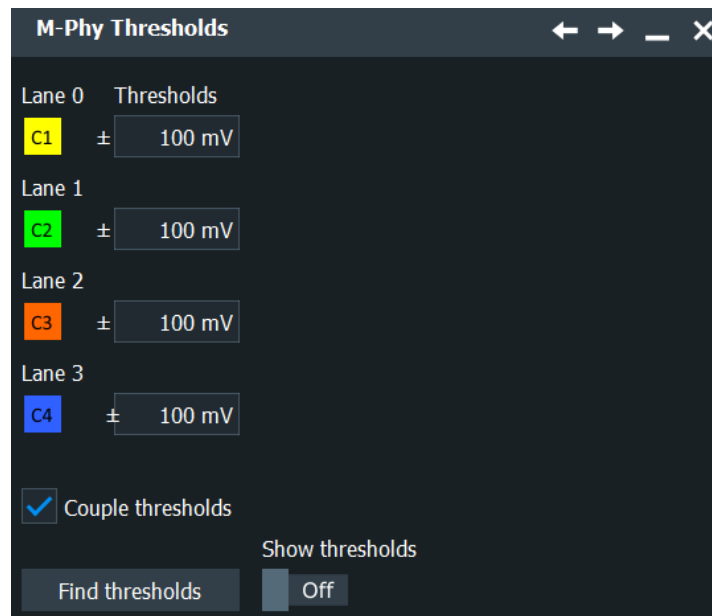 M-Phy Thresholds
Lane 0 Thresholds
C1 ± 100 mV
Lane 1
C2 ± 100 mV
Lane 2
C3 ± 100 mV
Lane 3
C4 ± 100 mV
Couple thresholds
Show thresholds
Find thresholds Off